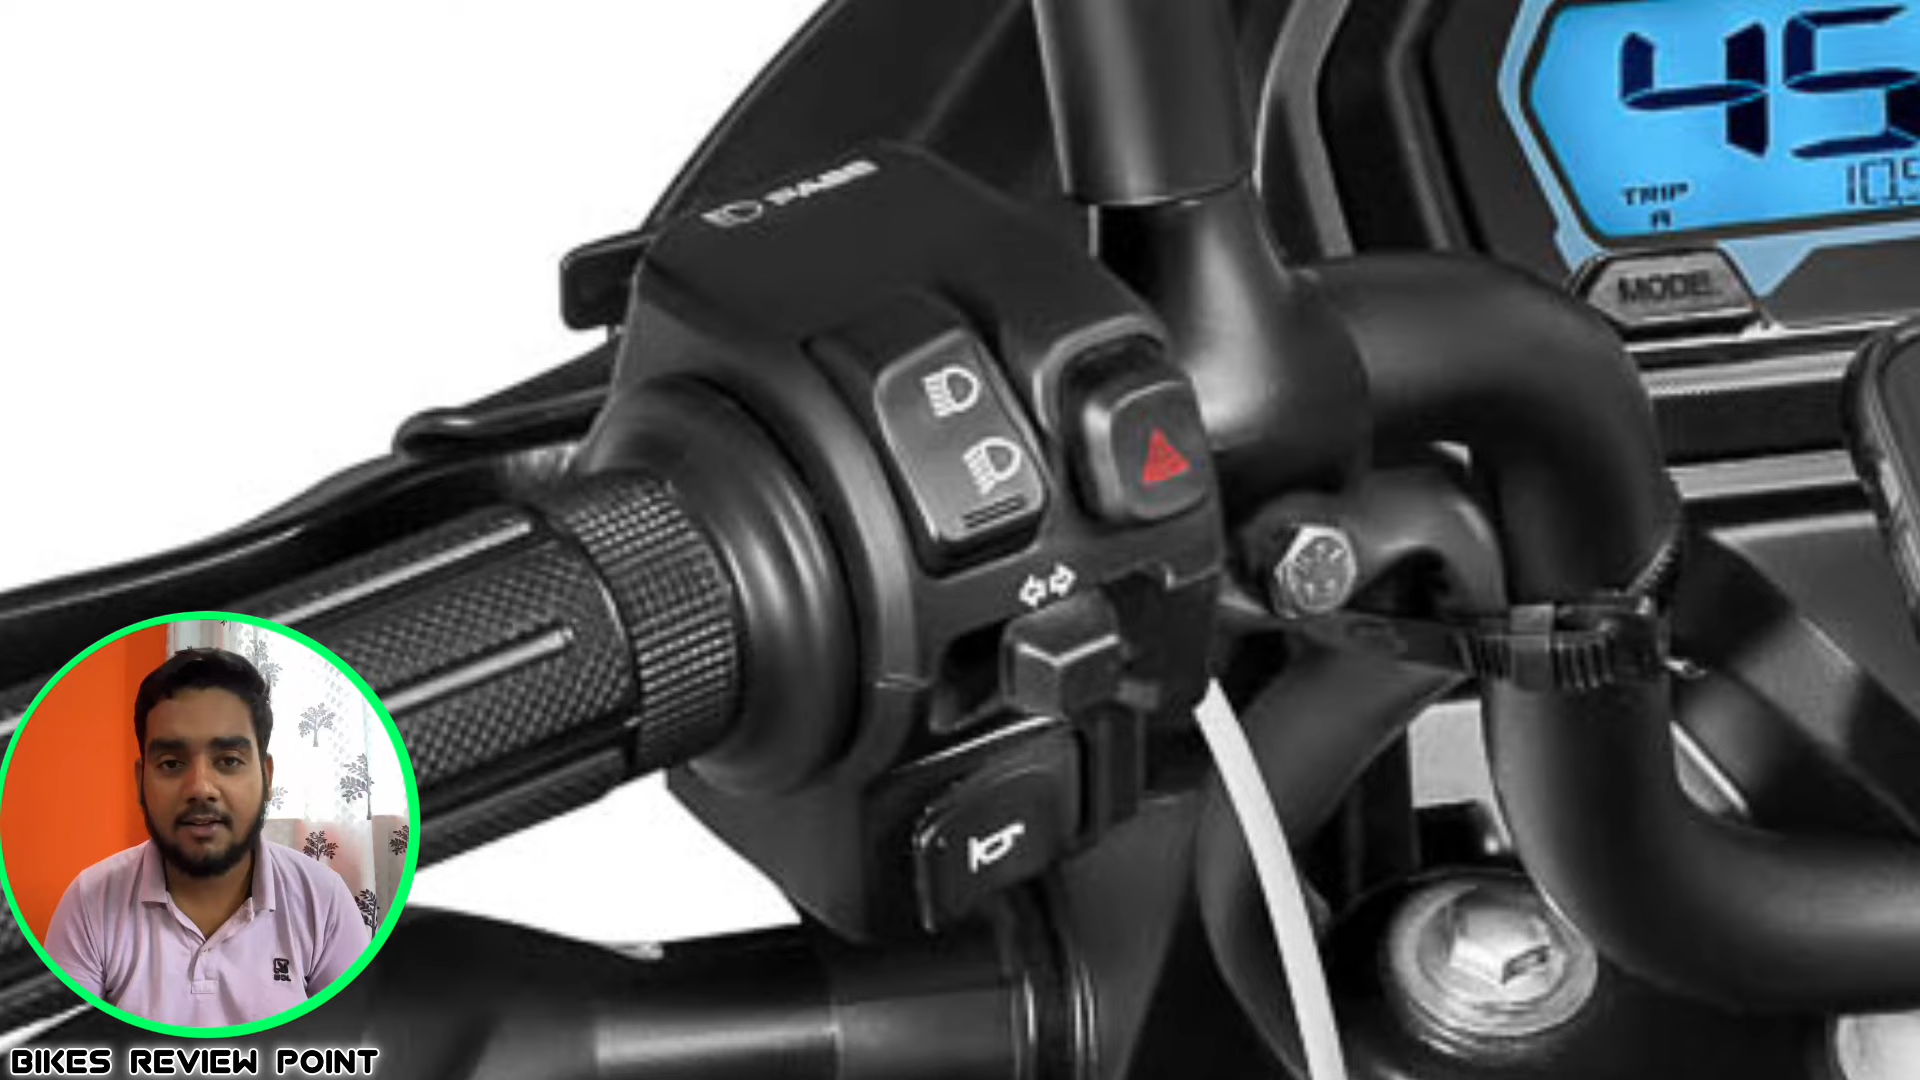 PASS
45
TRIP
A
MODE
BIKES REVIEW POINT